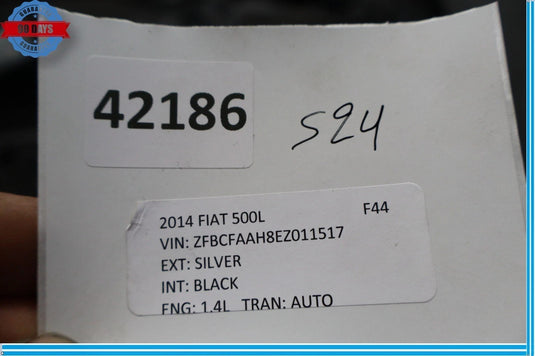 GUARANTEE
90 DAYS
42186
S24
2014 FIAT 500L F44
VIN: ZFBCFAAH8EZ011517
EXT: SILVER
INT: BLACK
ENG: 1.4L TRAN: AUTO